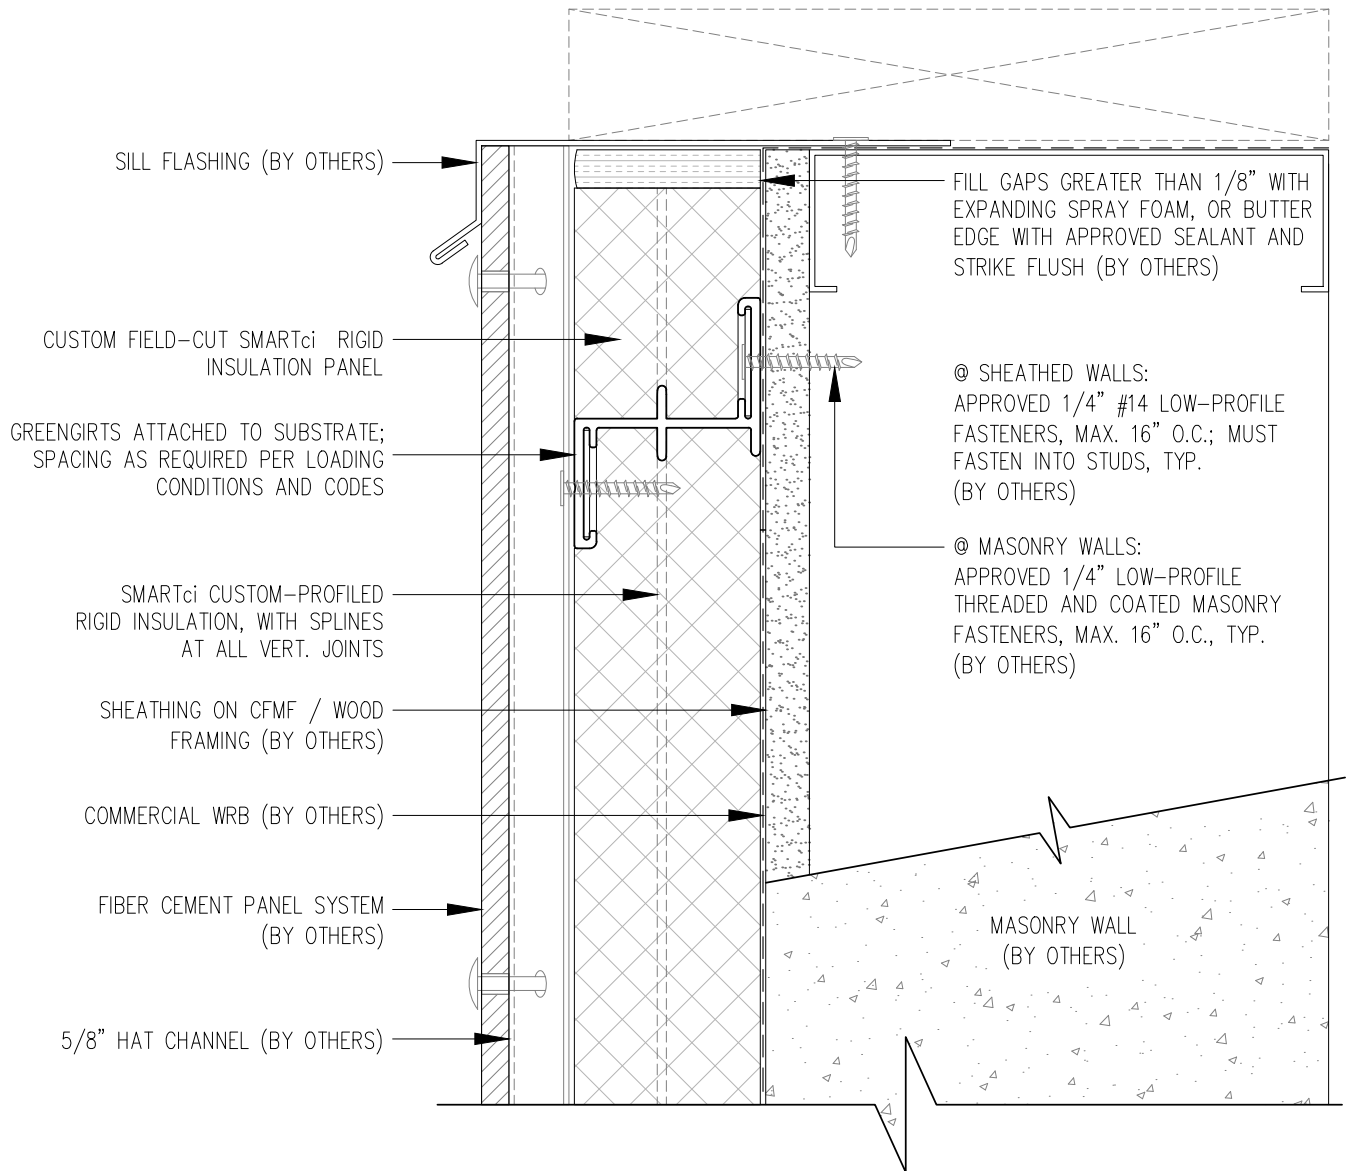 SILL FLASHING (BY OTHERS)
CUSTOM FIELD-CUT SMARTci RIGID
INSULATION PANEL
GREENGIRTS ATTACHED TO SUBSTRATE;
SPACING AS REQUIRED PER LOADING
CONDITIONS AND CODES
SMARTci CUSTOM-PROFILED
RIGID INSULATION, WITH SPLINES
AT ALL VERT. JOINTS
SHEATHING ON CFMF / WOOD
FRAMING (BY OTHERS)
COMMERCIAL WRB (BY OTHERS)
FIBER CEMENT PANEL SYSTEM
(BY OTHERS)
5/8" HAT CHANNEL (BY OTHERS)
FILL GAPS GREATER THAN 1/8" WITH
EXPANDING SPRAY FOAM, OR BUTTER
EDGE WITH APPROVED SEALANT AND
STRIKE FLUSH (BY OTHERS)
@ SHEATHED WALLS:
APPROVED 1/4" #14 LOW-PROFILE
FASTENERS, MAX. 16" O.C.; MUST
FASTEN INTO STUDS, TYP.
(BY OTHERS)
@ MASONRY WALLS:
APPROVED 1/4" LOW-PROFILE
THREADED AND COATED MASONRY
FASTENERS, MAX. 16" O.C., TYP.
(BY OTHERS)
MASONRY WALL
(BY OTHERS)